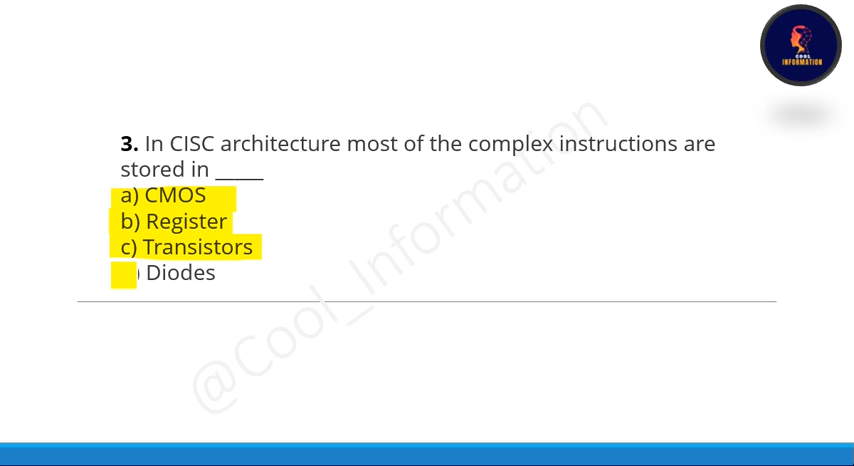 COOL
INFORMATION
3. In CISC architecture most of the complex instructions are
stored in _____
a) CMOS
b) Register
c) Transistors
) Diodes
@Cool_Information